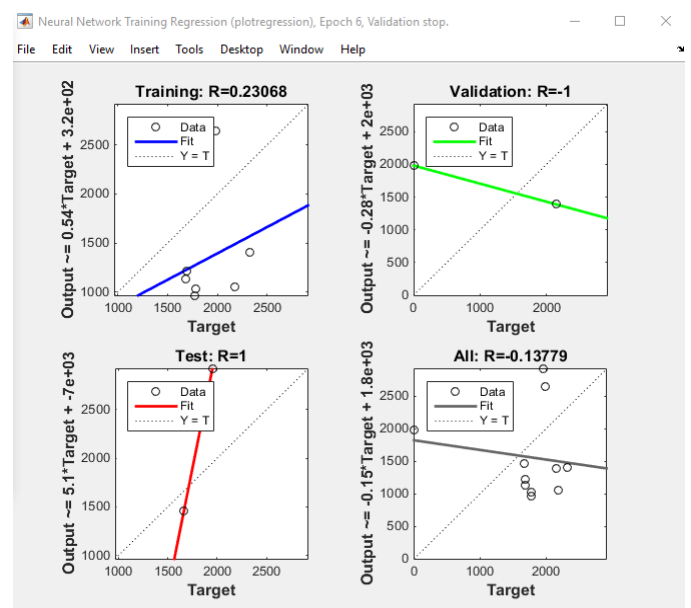 Neural Network Training Regression (plotregression), Epoch 6, Validation stop.
File Edit View Insert Tools Desktop Window Help
Training: R=0.23068
Output ~= 0.54*Target + 3.2e+02
Data
Fit
Y = T
2500
2000
1500
1000
1000 1500 2000 2500
Target
Validation: R=-1
Output ~= -0.28*Target + 2e+03
Data
Fit
Y = T
2500
2000
1500
1000
500
0
0 1000 2000
Target
Test: R=1
Output ~= 5.1*Target + -7e+03
Data
Fit
Y = T
2500
2000
1500
1000
1000 1500 2000 2500
Target
All: R=-0.13779
Output ~= -0.15*Target + 1.8e+03
Data
Fit
Y = T
2500
2000
1500
1000
500
0
0 1000 2000
Target